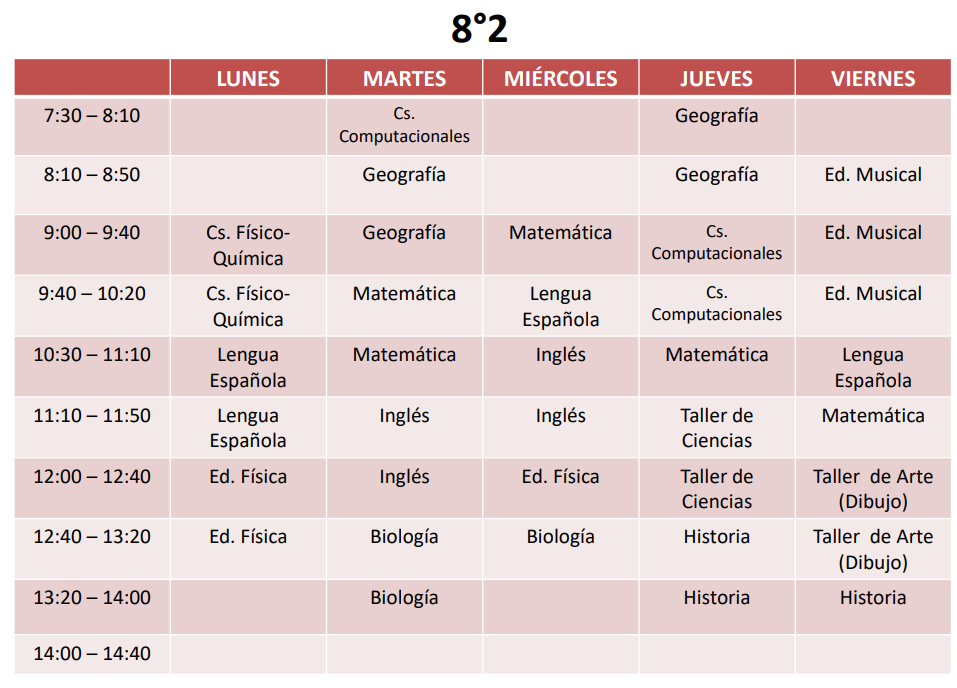 8°2
LUNES MARTES MIÉRCOLES JUEVES VIERNES
7:30 – 8:10 Cs. Computacionales Geografía
8:10 – 8:50 Geografía Geografía Ed. Musical
9:00 – 9:40 Cs. Físico-Química Geografía Matemática Cs. Computacionales Ed. Musical
9:40 – 10:20 Cs. Físico-Química Matemática Lengua Española Cs. Computacionales Ed. Musical
10:30 – 11:10 Lengua Española Matemática Inglés Matemática Lengua Española
11:10 – 11:50 Lengua Española Inglés Inglés Taller de Ciencias Matemática
12:00 – 12:40 Ed. Física Inglés Ed. Física Taller de Ciencias Taller de Arte (Dibujo)
12:40 – 13:20 Ed. Física Biología Biología Historia Taller de Arte (Dibujo)
13:20 – 14:00 Biología Historia Historia
14:00 – 14:40